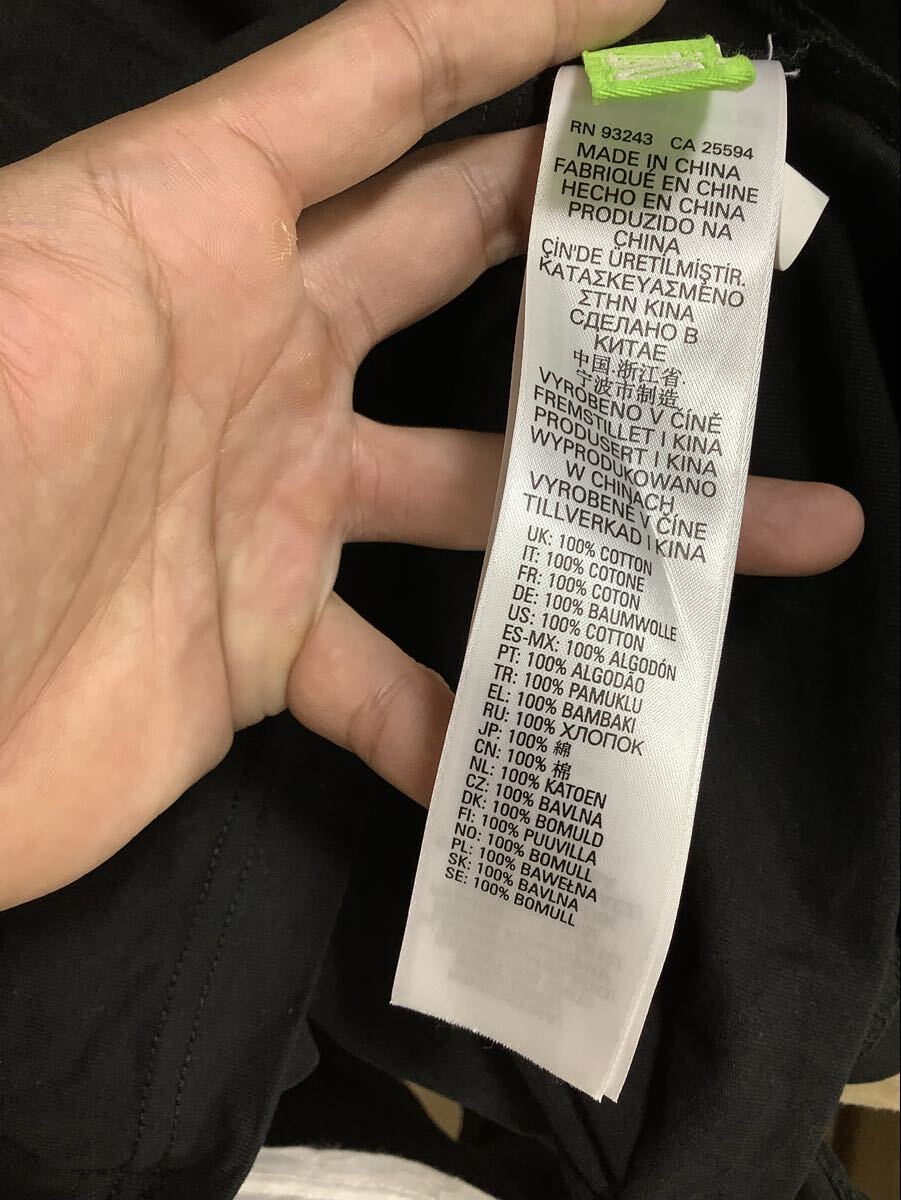 RN 93243 CA 25594
MADE IN CHINA
FABRIQUÉ EN CHINE
HECHO EN CHINA
PRODUZIDO NA
CHINA
ÇİN'DE ÜRETİLMİŞTİR.
ΚΑΤΑΣΚΕΥΑΣΜΈΝΟ
ΣΤΗΝ ΚΙΝΑ
СДЕЛАНО В
КИТАЕ
中国.浙江省.
宁波市制造
VYROBENO V ČÍNĚ
FREMSTILLET I KINA
PRODUSERT I KINA
WYPRODUKOWANO
W CHINACH
VYROBENÉ V ČÍNE
TILLVERKAD I KINA
UK: 100% COTTON
IT: 100% COTONE
FR: 100% COTON
DE: 100% BAUMWOLLE
US: 100% COTTON
ES-MX: 100% ALGODÓN
PT: 100% ALGODÃO
TR: 100% PAMUKLU
EL: 100% ΒΑΜΒΑΚΙ
RU: 100% ХЛОПОК
JP: 100% 綿
CN: 100% 棉
NL: 100% KATOEN
CZ: 100% BAVLNA
DK: 100% BOMULD
FI: 100% PUUVILLA
NO: 100% BOMULL
PL: 100% BAWEŁNA
SK: 100% BAVLNA
SE: 100% BOMULL